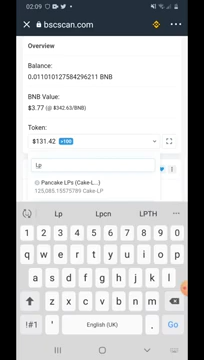 02:09
bscscan.com
Overview
Balance:
0.011010127584296211 BNB
BNB Value:
$3.77 (@ $342.63/BNB)
Token:
$131.42 >100
Lp
Pancake LPs (Cake-L...)
125,085.15575789 Cake-LP
Lp Lpcn LPTH ...
1 2 3 4 5 6 7 8 9 0
q w e r t y u i o p
a s d f g h j k l
z x c v b n m
!#1 ' English (UK) . Go